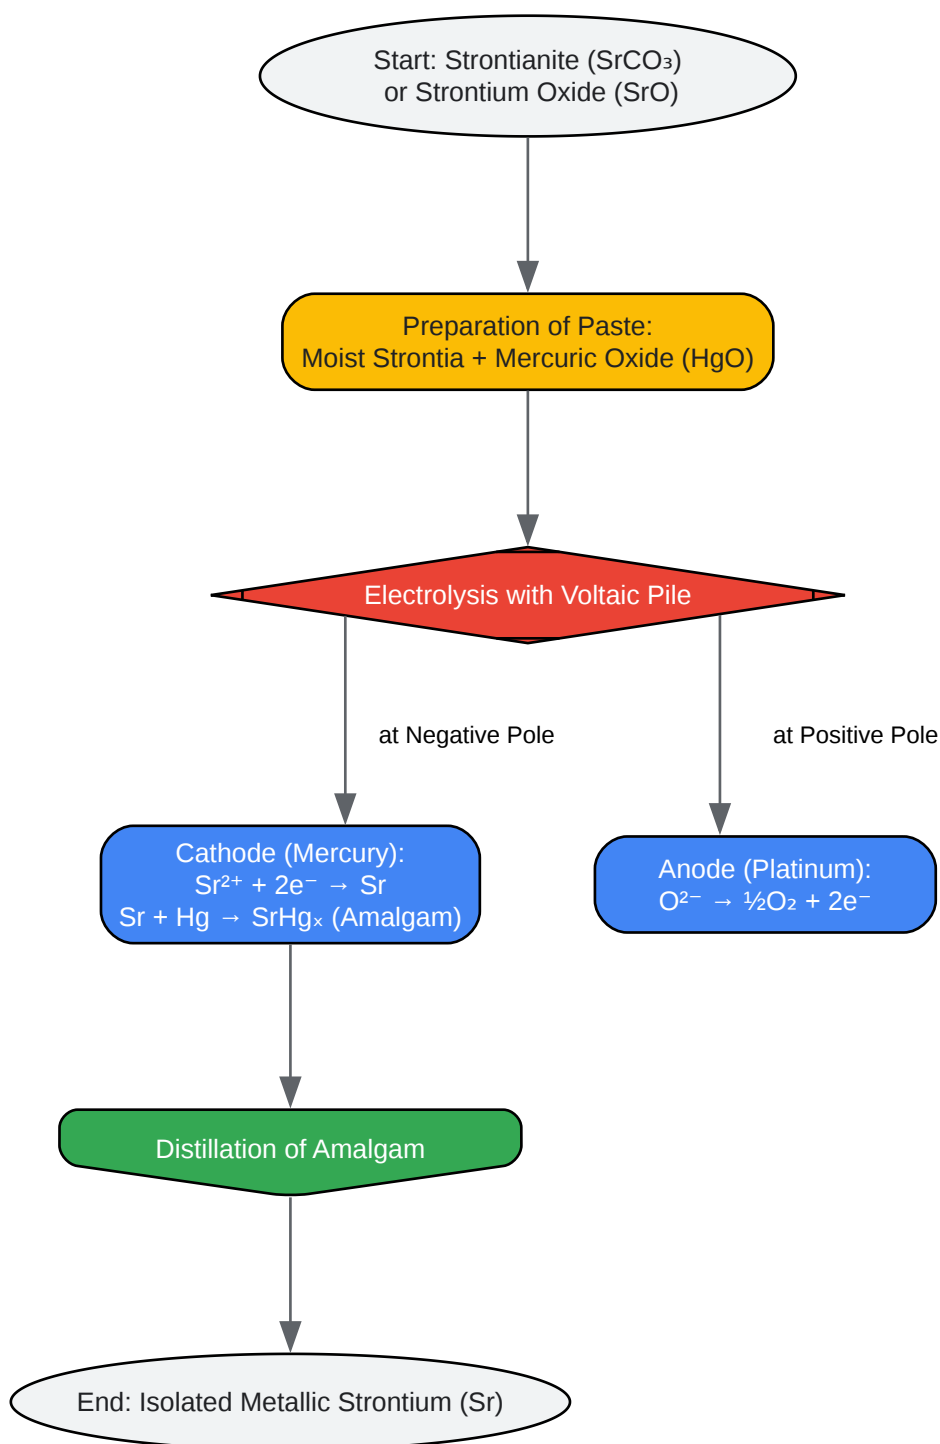 Start: Strontianite (SrCO₃)
or Strontium Oxide (SrO)
Preparation of Paste:
Moist Strontia + Mercuric Oxide (HgO)
Electrolysis with Voltaic Pile
at Negative Pole
at Positive Pole
Cathode (Mercury):
Sr²⁺ + 2e⁻ → Sr
Sr + Hg → SrHgₓ (Amalgam)
Anode (Platinum):
O²⁻ → ½O₂ + 2e⁻
Distillation of Amalgam
End: Isolated Metallic Strontium (Sr)